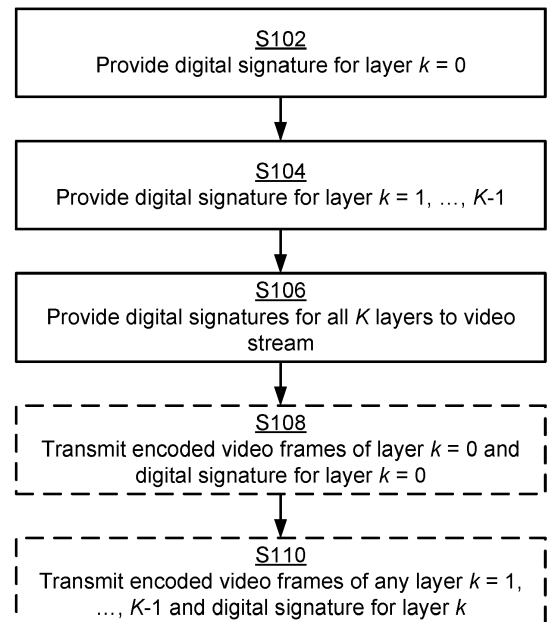 S102
Provide digital signature for layer k = 0
S104
Provide digital signature for layer k = 1, …, K-1
S106
Provide digital signatures for all K layers to video
stream
S108
Transmit encoded video frames of layer k = 0 and
digital signature for layer k = 0
S110
Transmit encoded video frames of any layer k = 1,
…, K-1 and digital signature for layer k